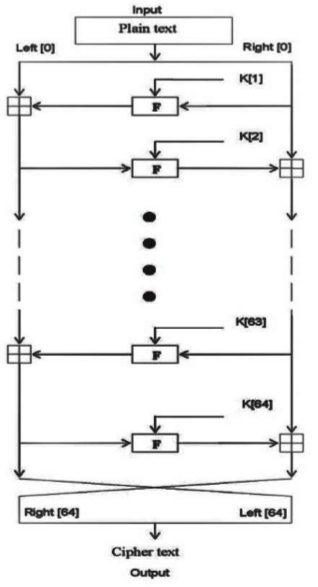 Input
Plain text
Left [0]
Right [0]
K[1]
F
K[2]
F
K[63]
F
K[64]
F
Right [64]
Left [64]
Cipher text
Output